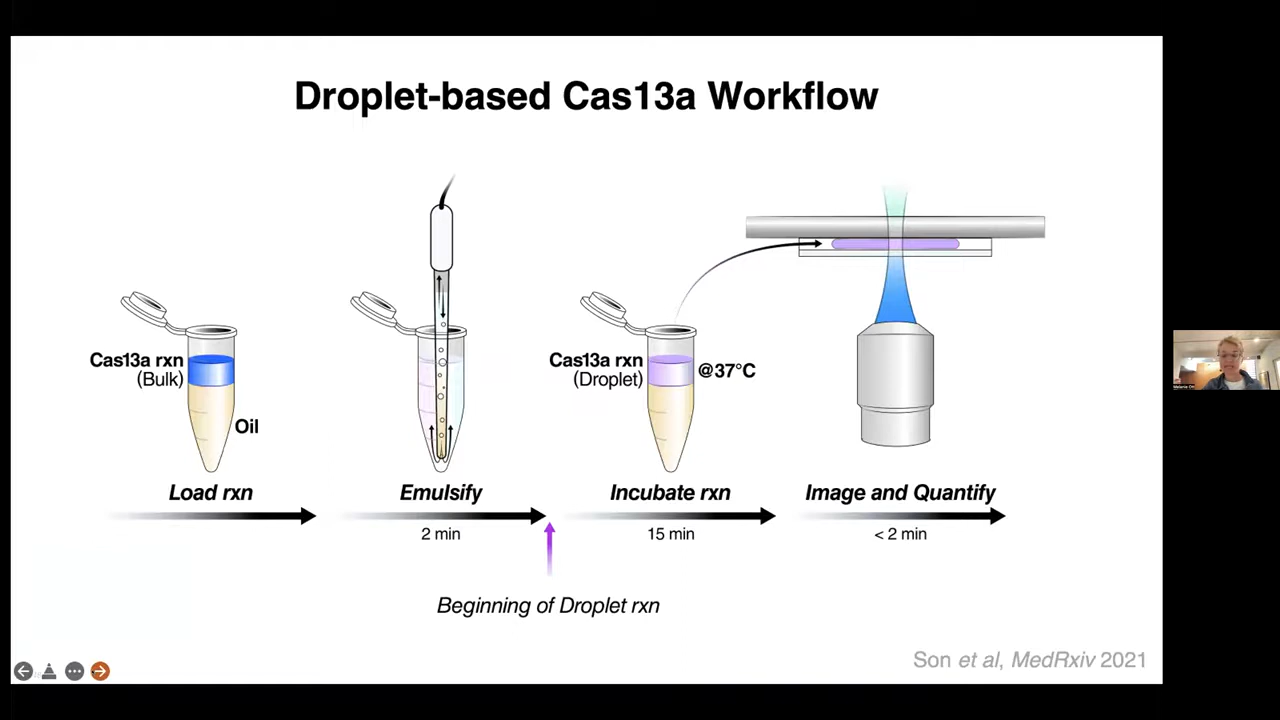 Droplet-based Cas13a Workflow
Cas13a rxn
(Bulk)
Oil
Cas13a rxn
(Droplet)
@37°C
Load rxn
Emulsify
Incubate rxn
Image and Quantify
2 min
15 min
< 2 min
Beginning of Droplet rxn
Son et al, MedRxiv 2021